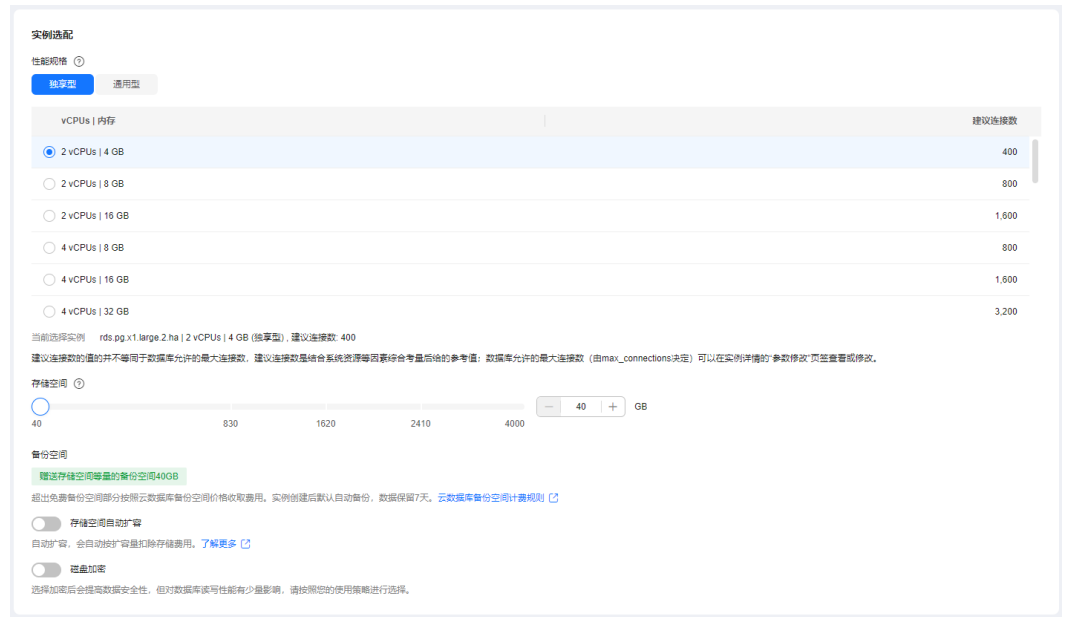 实例选配
性能规格
独享型 通用型
vCPUs | 内存 建议连接数
2 vCPUs | 4 GB 400
2 vCPUs | 8 GB 800
2 vCPUs | 16 GB 1,600
4 vCPUs | 8 GB 800
4 vCPUs | 16 GB 1,600
4 vCPUs | 32 GB 3,200
当前选择实例 rds.pg.x1.large.2.ha | 2 vCPUs | 4 GB (独享型) , 建议连接数: 400
建议连接数的值的并不等同于数据库允许的最大连接数，建议连接数是结合系统资源等因素综合考量后给的参考值；数据库允许的最大连接数（由max_connections决定）可以在实例详情的“参数修改”页签查看或修改。
存储空间
40 GB
40 830 1620 2410 4000
备份空间
赠送存储空间等量的备份空间40GB
超出免费备份空间部分按照云数据库备份空间价格收取费用。实例创建后默认自动备份，数据保留7天。云数据库备份空间计费规则
存储空间自动扩容
自动扩容，会自动按扩容量扣除存储费用。了解更多
磁盘加密
选择加密后会提高数据安全性，但对数据库读写性能有少量影响，请按照您的使用策略进行选择。